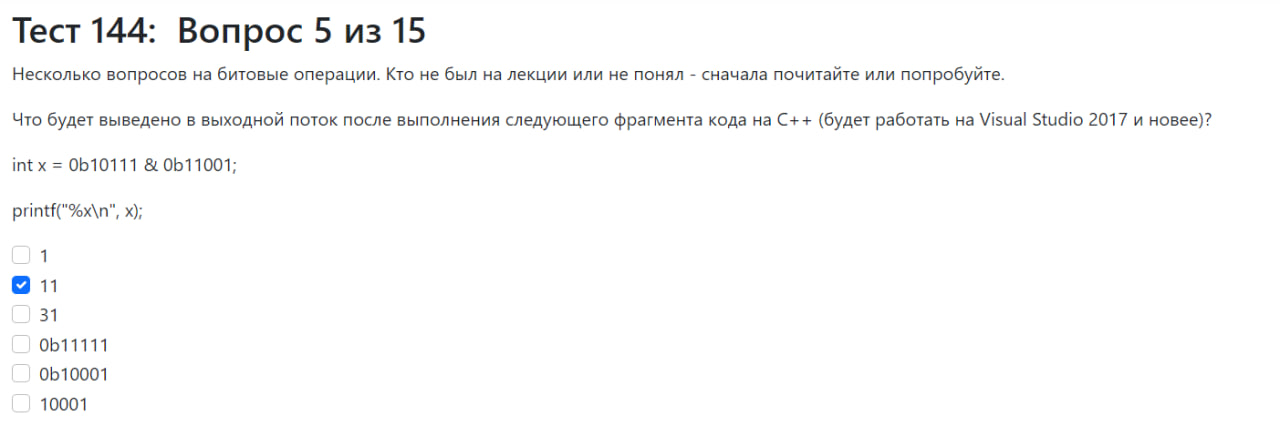 Тест 144: Вопрос 5 из 15
Несколько вопросов на битовые операции. Кто не был на лекции или не понял - сначала почитайте или попробуйте.
Что будет выведено в выходной поток после выполнения следующего фрагмента кода на C++ (будет работать на Visual Studio 2017 и новее)?
int x = 0b10111 & 0b11001;
printf("%x\n", x);
1
11
31
0b11111
0b10001
10001